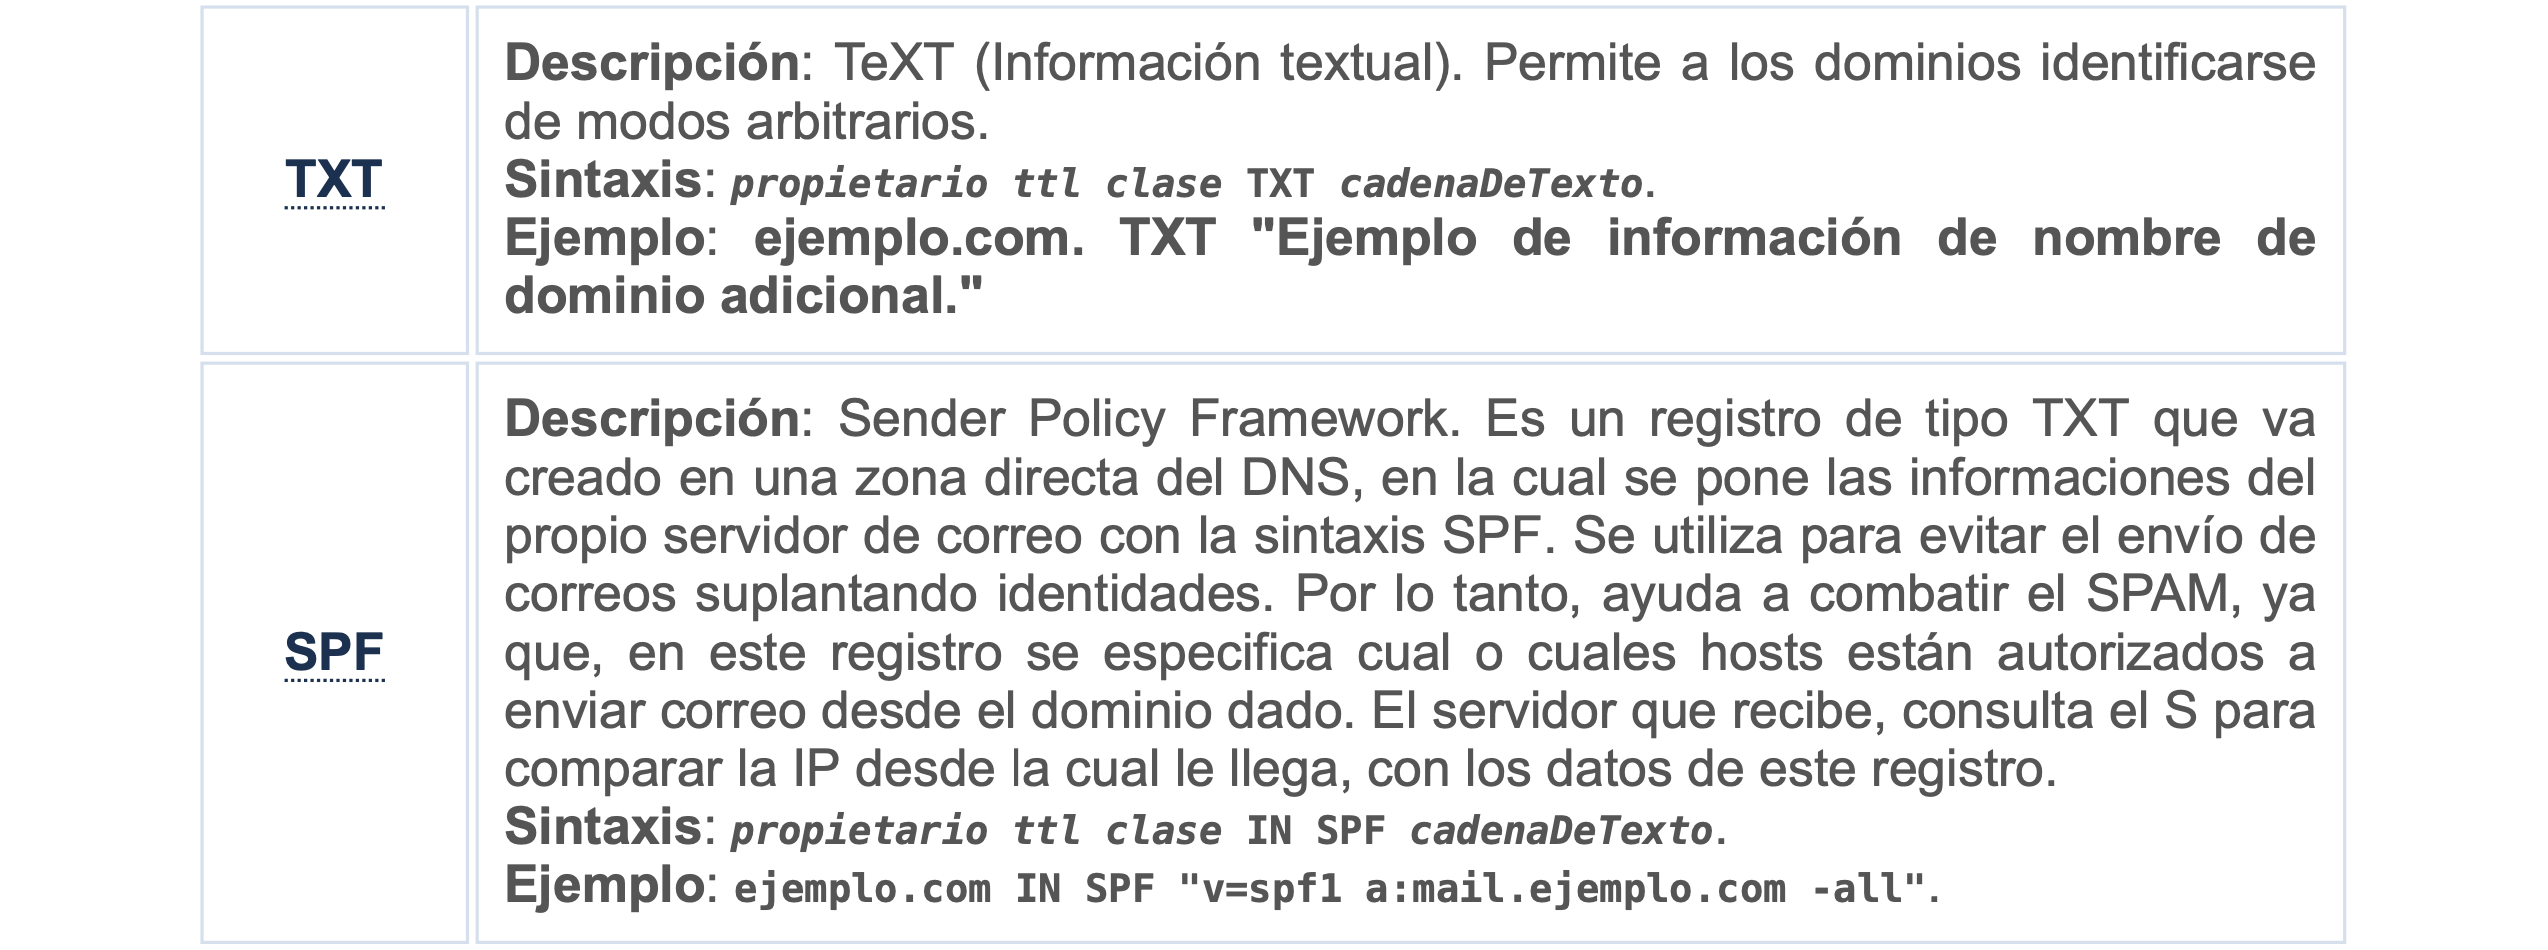 TXT
Descripción: TeXT (Información textual). Permite a los dominios identificarse
de modos arbitrarios.
Sintaxis: propietario ttl clase TXT cadenaDeTexto.
Ejemplo: ejemplo.com. TXT "Ejemplo de información de nombre de
dominio adicional."
SPF
Descripción: Sender Policy Framework. Es un registro de tipo TXT que va
creado en una zona directa del DNS, en la cual se pone las informaciones del
propio servidor de correo con la sintaxis SPF. Se utiliza para evitar el envío de
correos suplantando identidades. Por lo tanto, ayuda a combatir el SPAM, ya
que, en este registro se especifica cual o cuales hosts están autorizados a
enviar correo desde el dominio dado. El servidor que recibe, consulta el S para
comparar la IP desde la cual le llega, con los datos de este registro.
Sintaxis: propietario ttl clase IN SPF cadenaDeTexto.
Ejemplo: ejemplo.com IN SPF "v=spf1 a:mail.ejemplo.com -all".